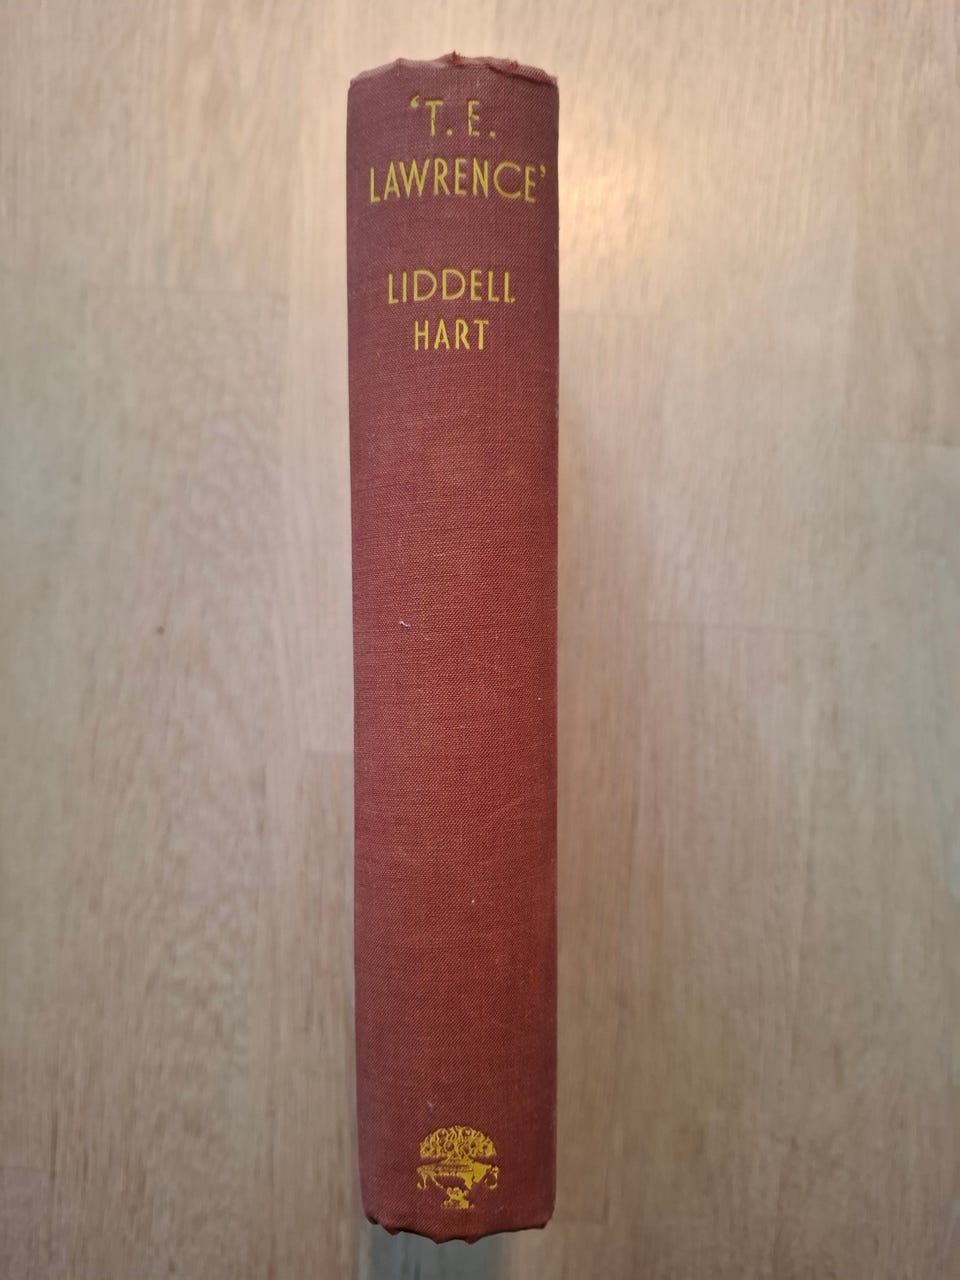 ‘T. E.
LAWRENCE’
LIDDELL
HART